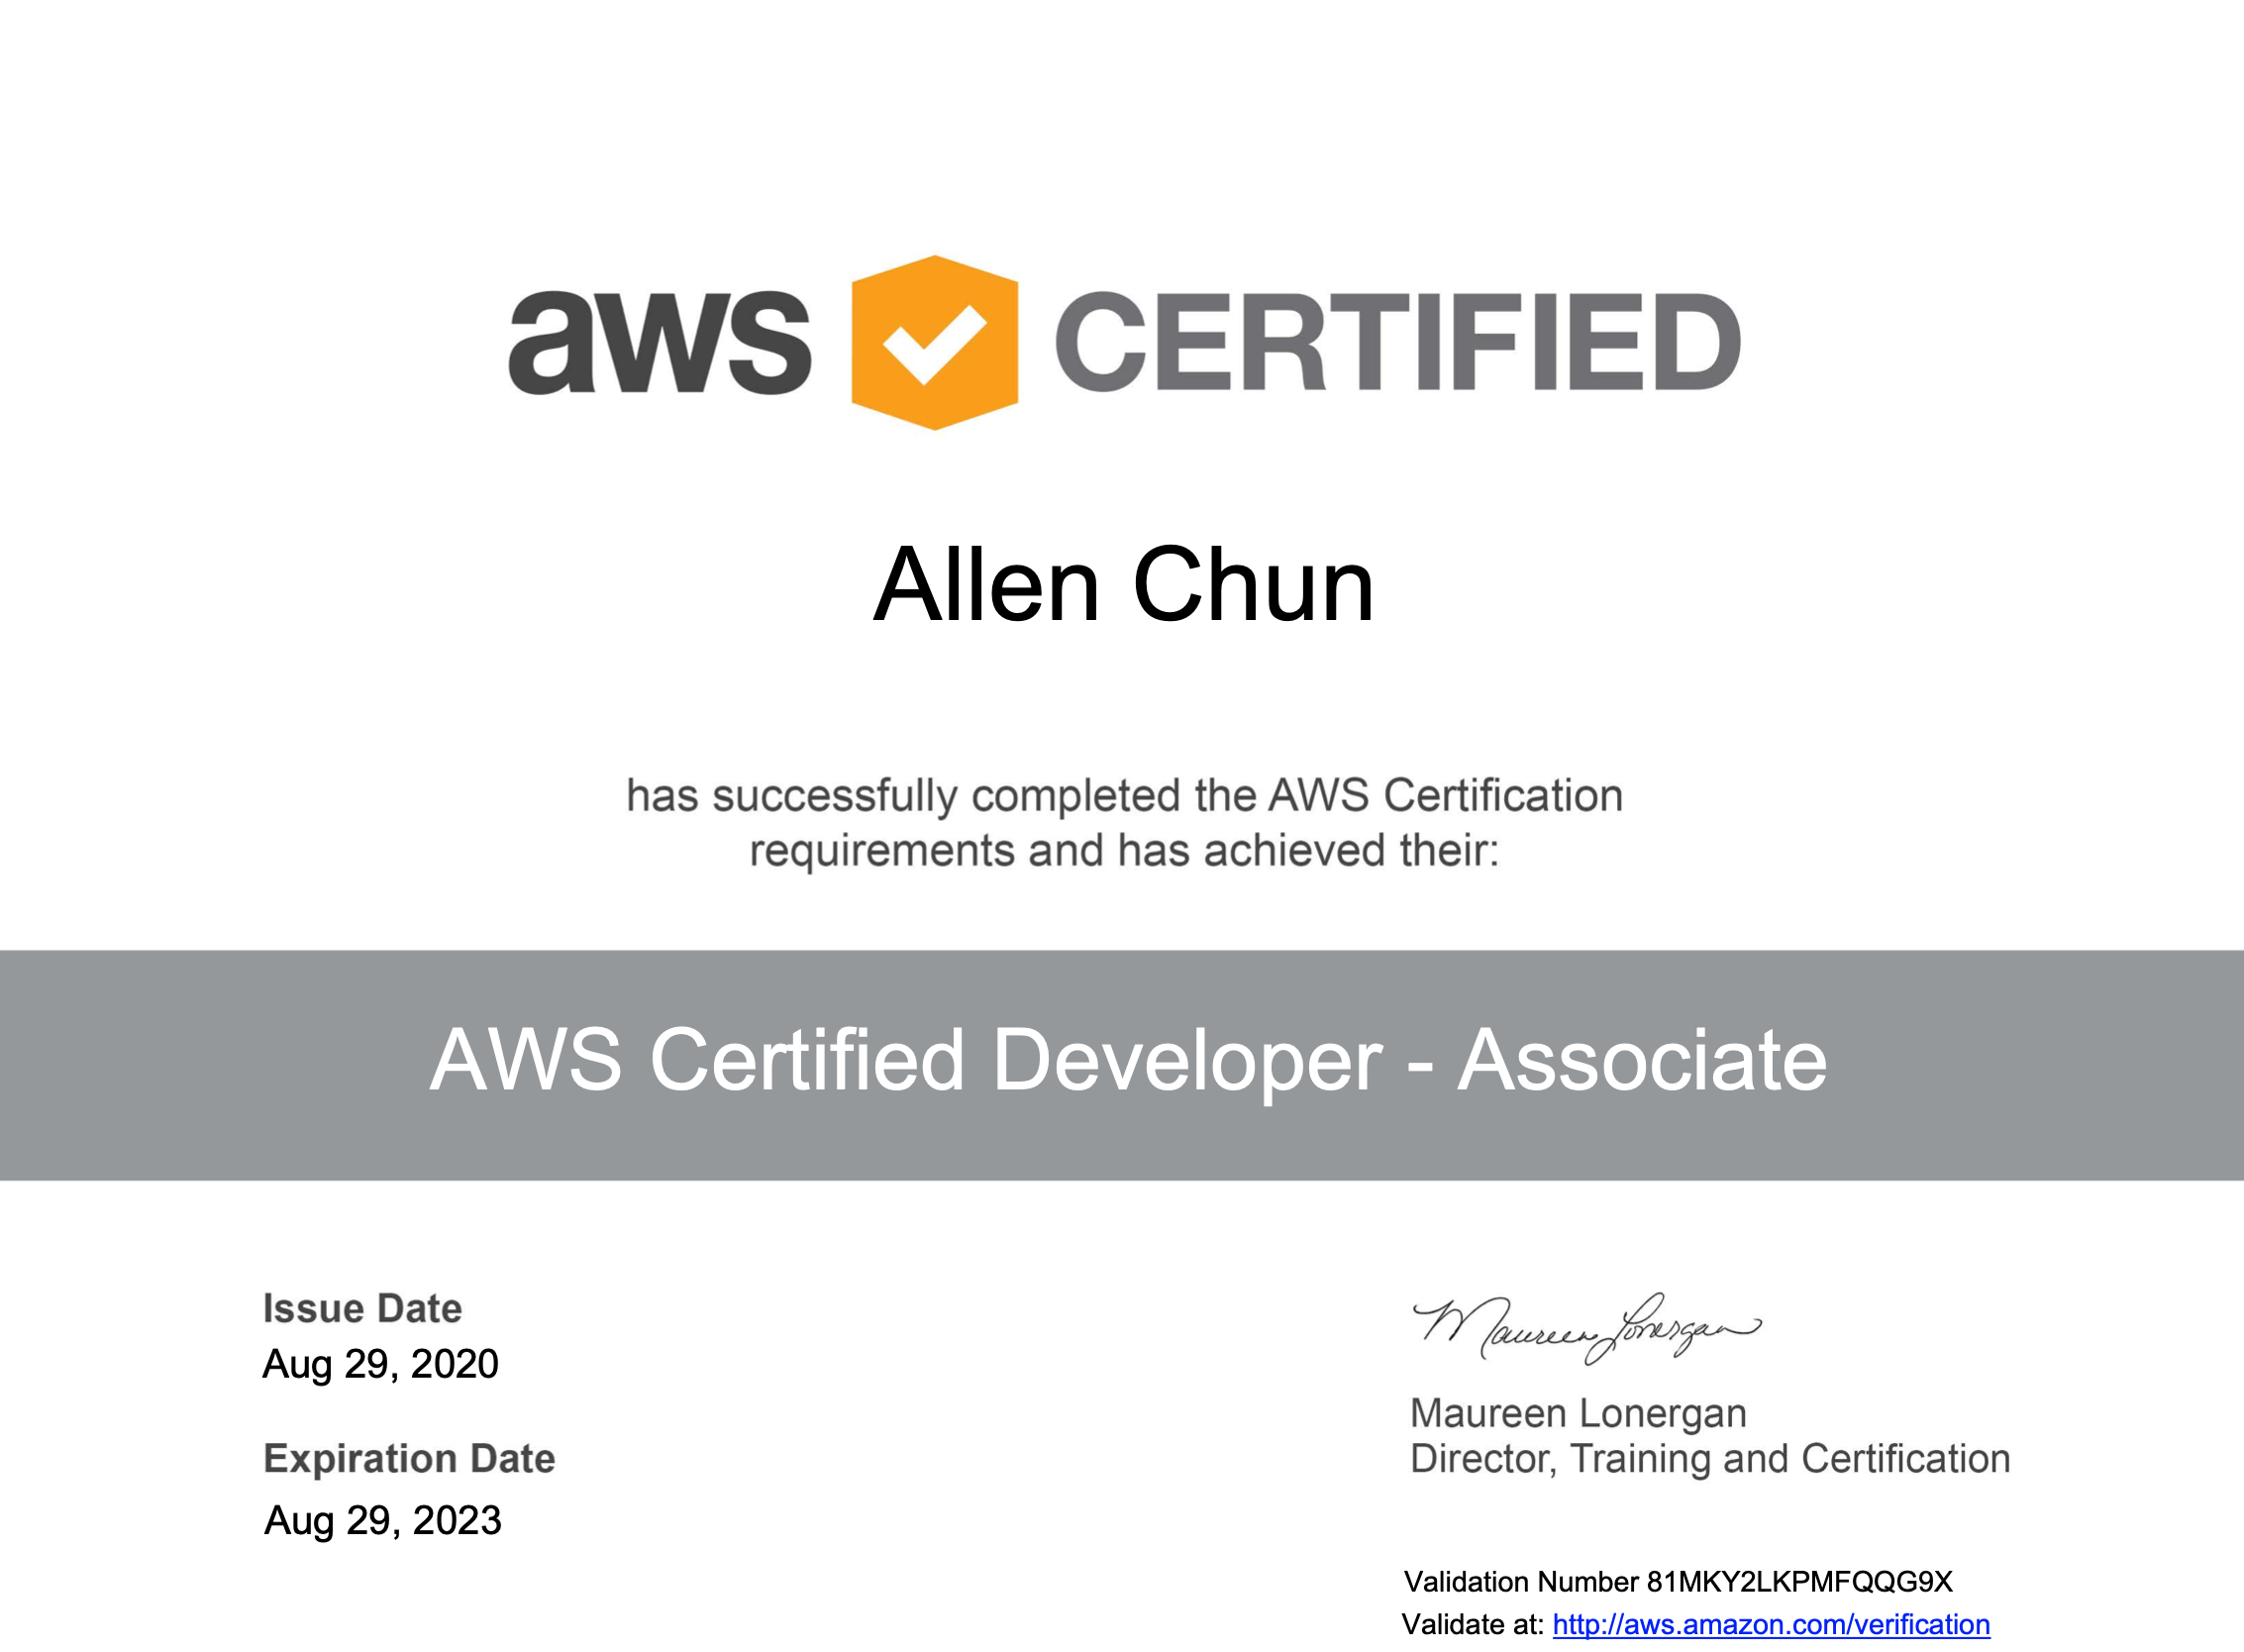 aws CERTIFIED
Allen Chun
has successfully completed the AWS Certification
requirements and has achieved their:
AWS Certified Developer - Associate
Issue Date
Aug 29, 2020
Expiration Date
Aug 29, 2023
Maureen Lonergan
Maureen Lonergan
Director, Training and Certification
Validation Number 81MKY2LKPMFQQG9X
Validate at: http://aws.amazon.com/verification